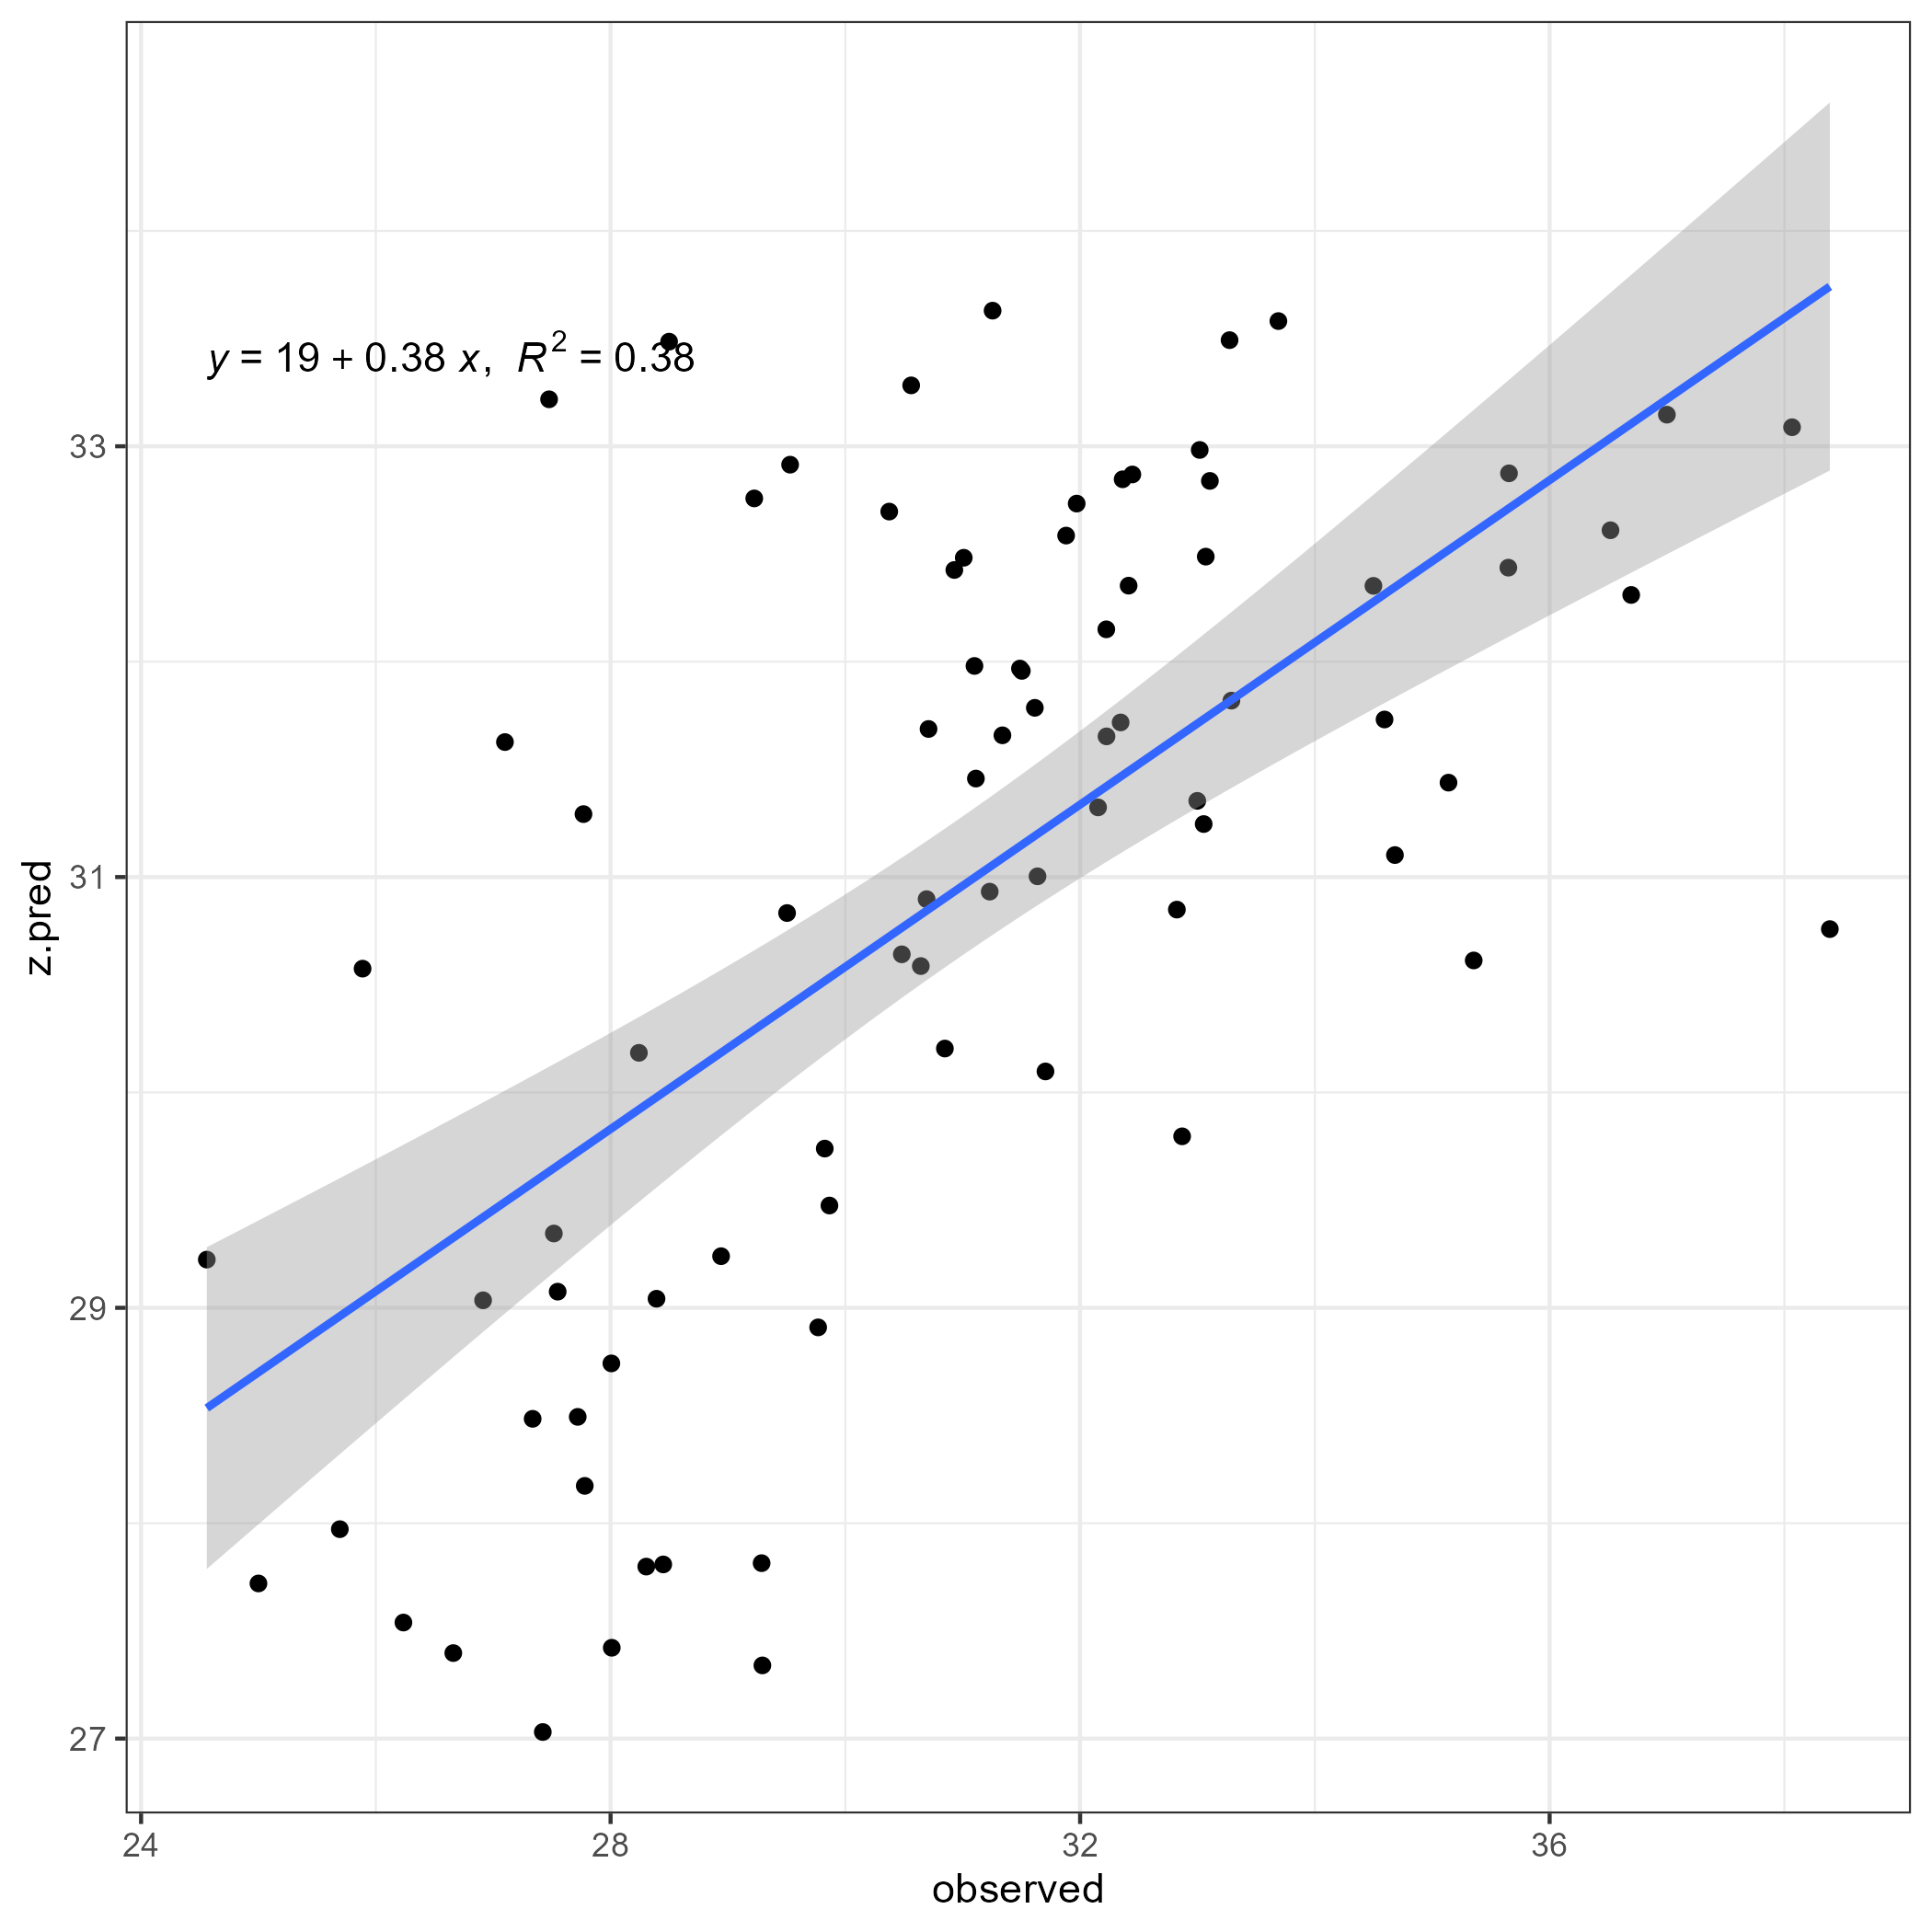 y = 19 + 0.38 x, R² = 0.38
33
31
29
27
z.pred
24 28 32 36
observed